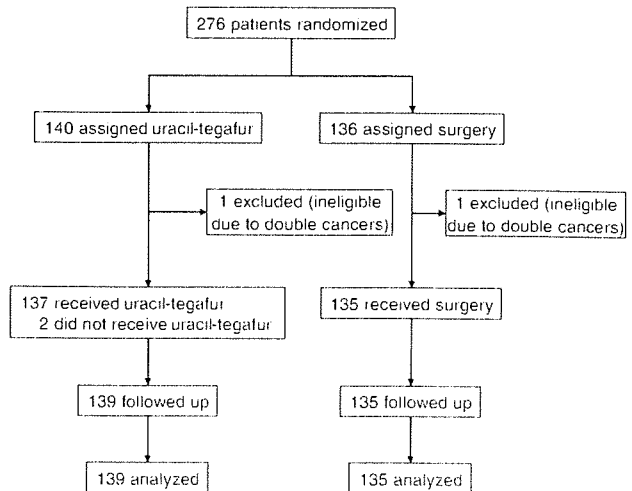 276 patients randomized
140 assigned uracil-tegafur
136 assigned surgery
1 excluded (ineligible
due to double cancers)
1 excluded (ineligible
due to double cancers)
137 received uracil-tegafur
2 did not receive uracil-tegafur
135 received surgery
139 followed up
135 followed up
139 analyzed
135 analyzed